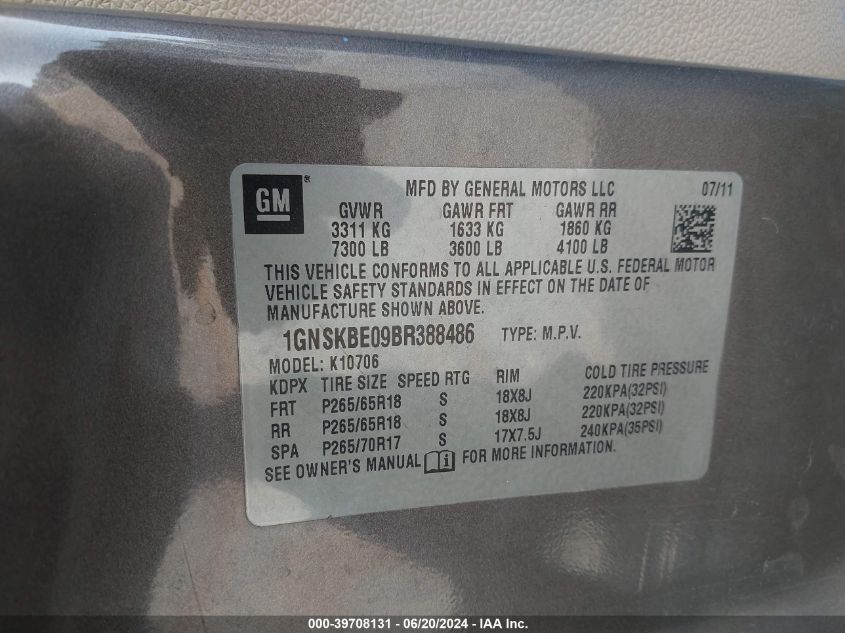 GM ® MFD BY GENERAL MOTORS LLC 07/11
GVWR GAWR FRT GAWR RR
3311 KG 1633 KG 1860 KG
7300 LB 3600 LB 4100 LB
THIS VEHICLE CONFORMS TO ALL APPLICABLE U.S. FEDERAL MOTOR
VEHICLE SAFETY STANDARDS IN EFFECT ON THE DATE OF
MANUFACTURE SHOWN ABOVE.
1GNSKBE09BR388486 TYPE: M.P.V.
MODEL: K10706
KDPX TIRE SIZE SPEED RTG RIM COLD TIRE PRESSURE
FRT P265/65R18 S 18X8J 220KPA(32PSI)
RR P265/65R18 S 18X8J 220KPA(32PSI)
SPA P265/70R17 S 17X7.5J 240KPA(35PSI)
SEE OWNER'S MANUAL i FOR MORE INFORMATION.
000-39708131 - 06/20/2024 - IAA, Inc.